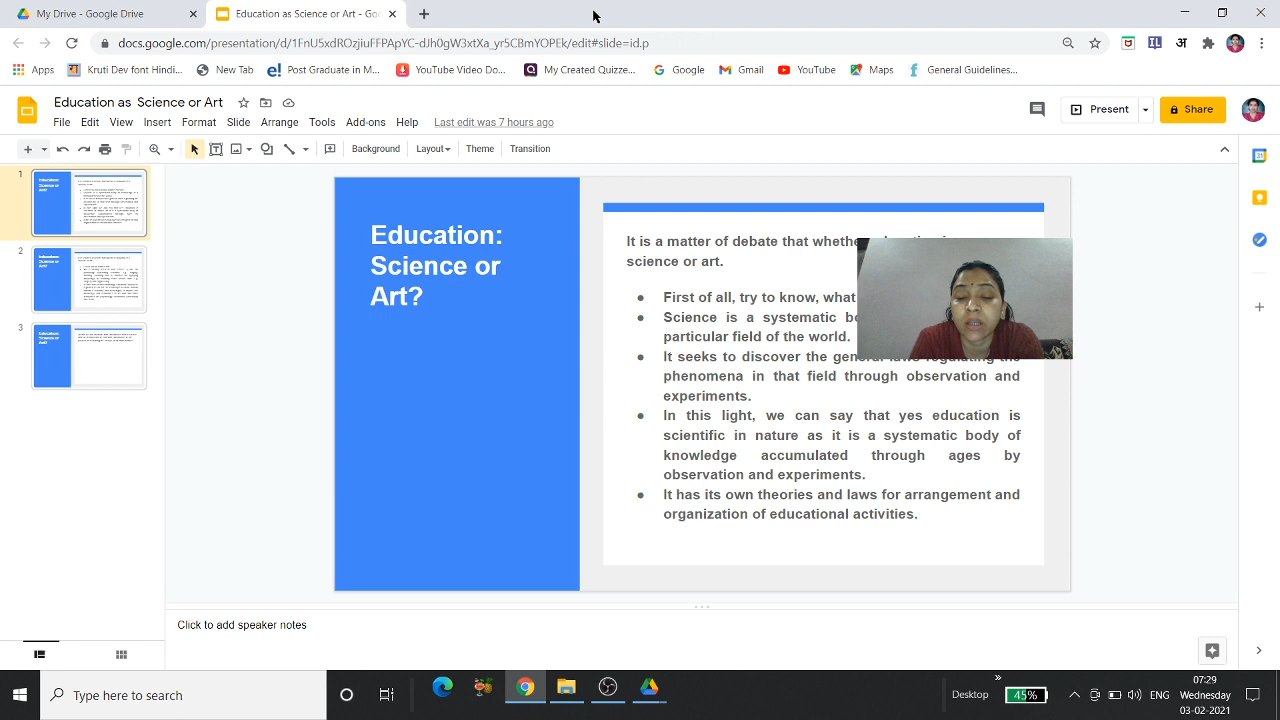 My Drive - Google Drive
Education as Science or Art - Goo
docs.google.com/presentation/d/1FnU5xdROzjiuFFPApYC-dih0gW3xtXa_yr5CBmYOPEk/edit#slide=id.p
Apps
Kruti Dev font Hindi...
New Tab
Post Graduate in M...
YouTube Video Do...
My Created Quizze...
Google
Gmail
YouTube
Maps
General Guidelines...
Education as Science or Art
Present
Share
File Edit View Insert Format Slide Arrange Tools Add-ons Help
Last edit was 7 hours ago
Background Layout Theme Transition
1
2
3
Education:
Science or
Art?
It is a matter of debate that
science or art.
● First of all, try to know, what
● Science is a systematic
particular field of the world.
● It seeks to discover the general laws regulating the
phenomena in that field through observation and
experiments.
● In this light, we can say that yes education is
scientific in nature as it is a systematic body of
knowledge accumulated through ages by
observation and experiments.
● It has its own theories and laws for arrangement and
organization of educational activities.
Click to add speaker notes
Type here to search
Desktop
45%
ENG
07:29
Wednesday
03-02-2021